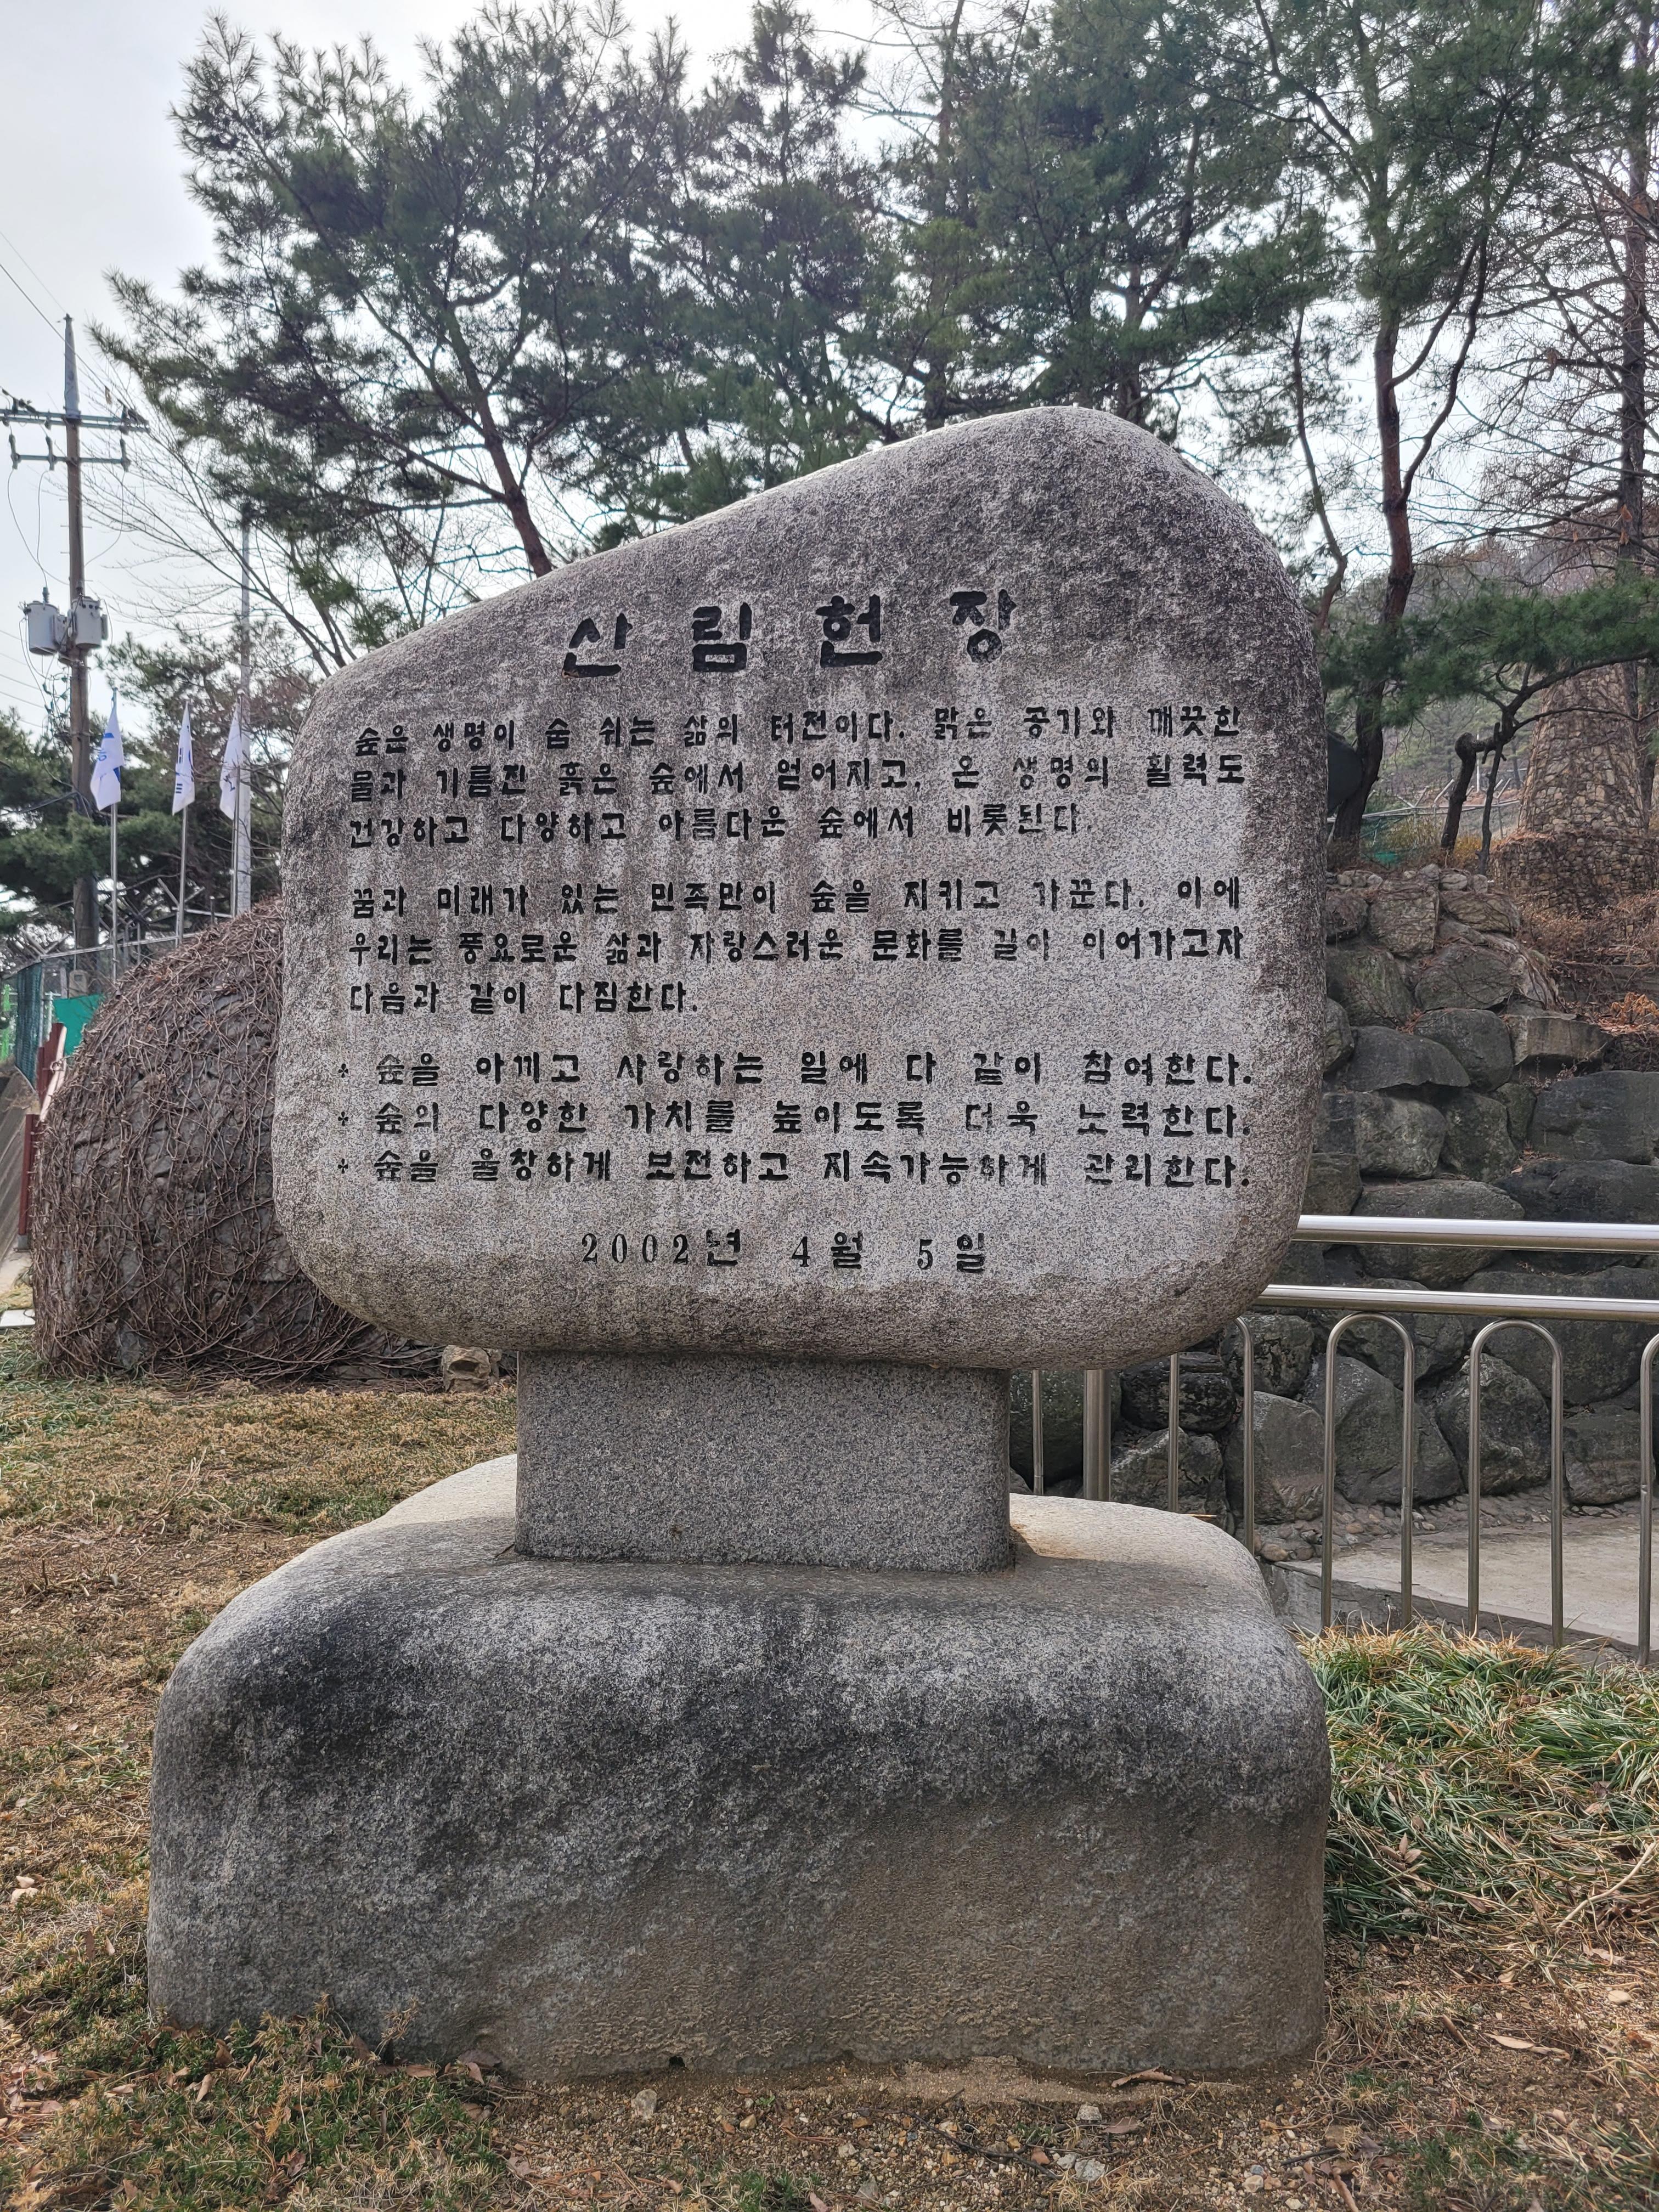 산림헌장
숲은 생명이 숨 쉬는 삶의 터전이다. 맑은 공기와 깨끗한
물과 기름진 흙은 숲에서 얻어지고, 온 생명의 활력도
건강하고 다양하고 아름다운 숲에서 비롯된다.
꿈과 미래가 있는 민족만이 숲을 지키고 가꾼다. 이에
우리는 풍요로운 삶과 자랑스러운 문화를 길이 이어가고자
다음과 같이 다짐한다.
* 숲을 아끼고 사랑하는 일에 다 같이 참여한다.
* 숲의 다양한 가치를 높이도록 더욱 노력한다.
* 숲을 울창하게 보전하고 지속가능하게 관리한다.
2002년 4월 5일